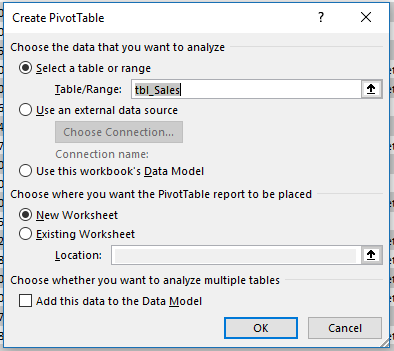 Create PivotTable
? ×
Choose the data that you want to analyze
Select a table or range
Table/Range: tbl_Sales
Use an external data source
Choose Connection...
Connection name:
Use this workbook's Data Model
Choose where you want the PivotTable report to be placed
New Worksheet
Existing Worksheet
Location:
Choose whether you want to analyze multiple tables
Add this data to the Data Model
OK Cancel